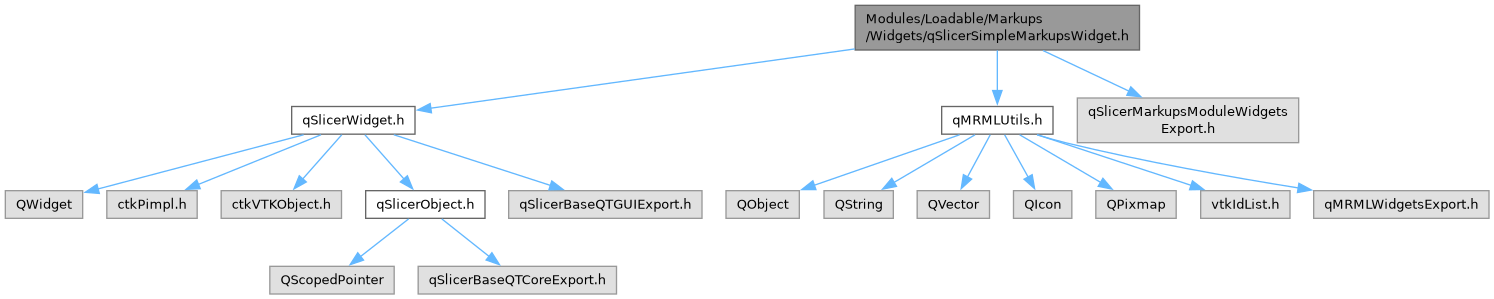 Modules/Loadable/Markups
/Widgets/qSlicerSimpleMarkupsWidget.h
qSlicerWidget.h
qMRMLUtils.h
qSlicerMarkupsModuleWidgets
Export.h
QWidget
ctkPimpl.h
ctkVTKObject.h
qSlicerObject.h
qSlicerBaseQTGUIExport.h
QObject
QString
QVector
QIcon
QPixmap
vtkIdList.h
qMRMLWidgetsExport.h
QScopedPointer
qSlicerBaseQTCoreExport.h